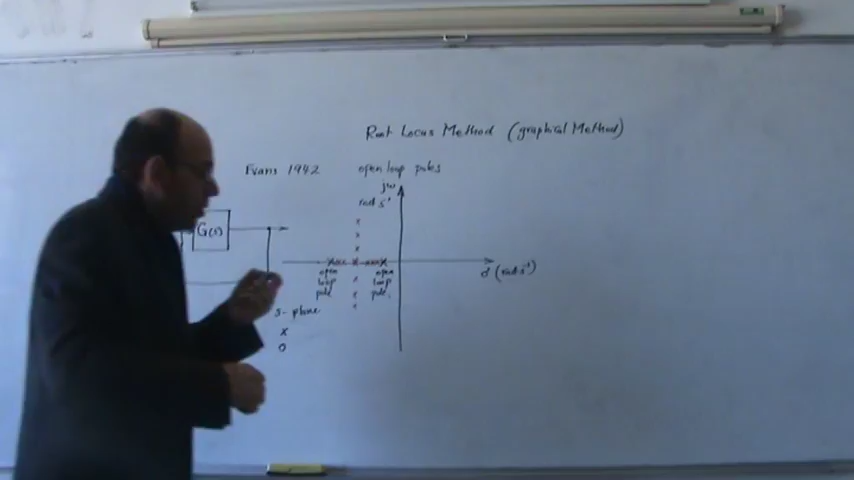 Root Locus Method (graphical Method)
Evans 1942 open loop poles
jω
rad s⁻¹
G(s)
σ (rad s⁻¹)
open loop pole
open loop pole
s-plane
x
o